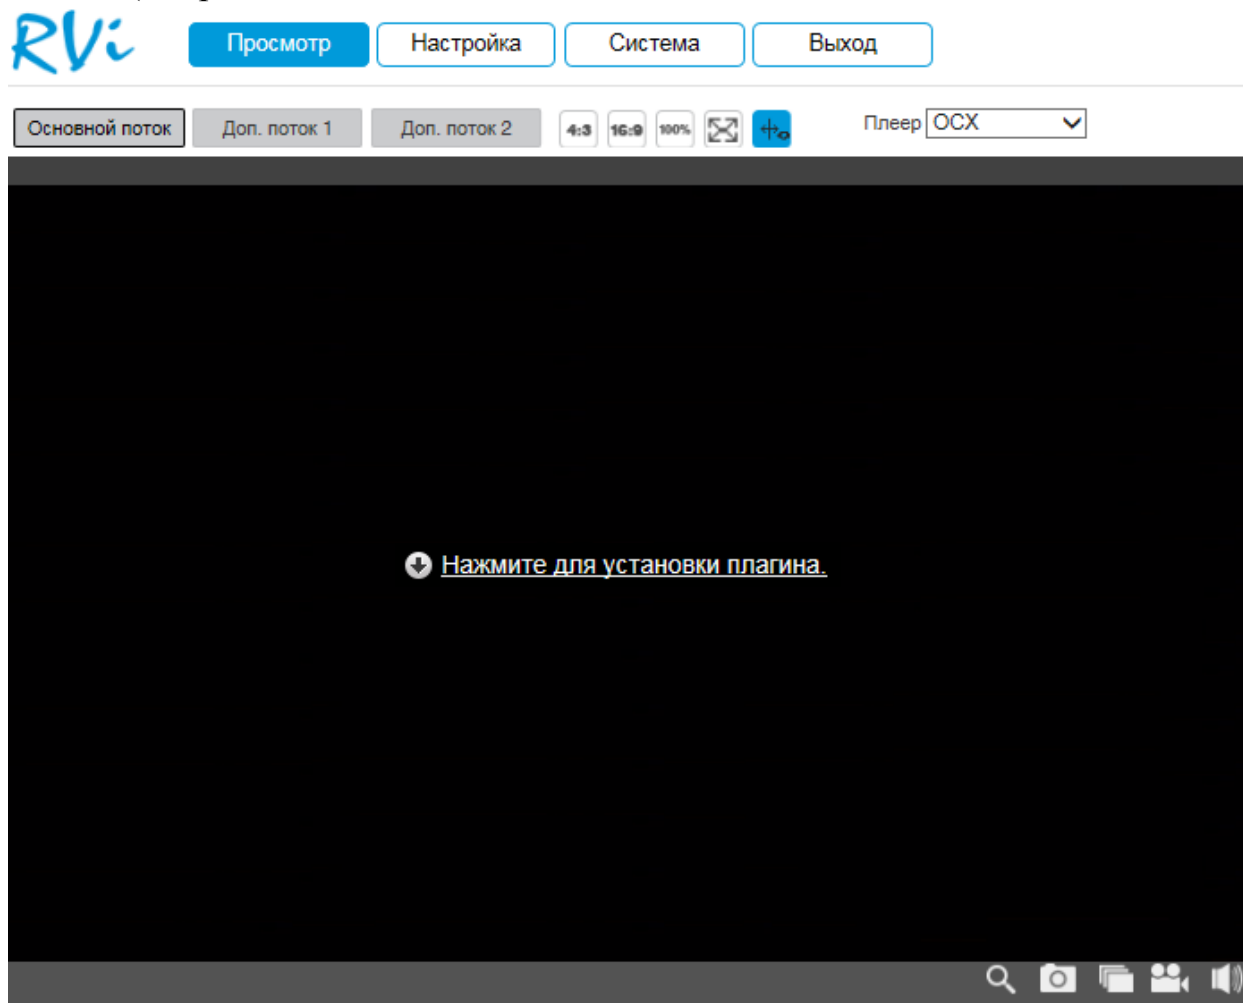 RVi
Просмотр Настройка Система Выход
Основной поток Доп. поток 1 Доп. поток 2 4:3 16:9 100% Плеер OCX
Нажмите для установки плагина.